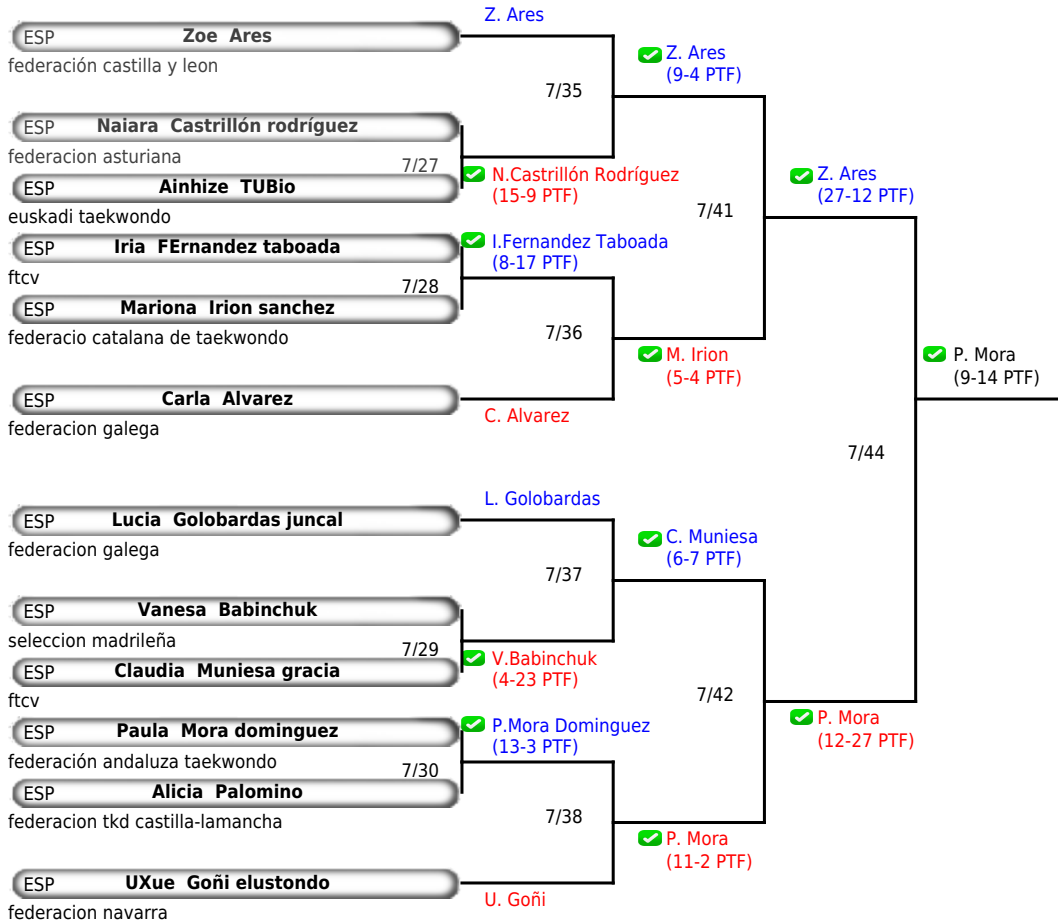 Z. Ares
ESP Zoe Ares
federación castilla y leon
Z. Ares
(9-4 PTF)
7/35
ESP Naiara Castrillón rodríguez
federacion asturiana
7/27
N.Castrillón Rodríguez
(15-9 PTF)
ESP Ainhize TUBio
euskadi taekwondo
Z. Ares
(27-12 PTF)
7/41
ESP Iria FErnandez taboada
ftcv
I.Fernandez Taboada
(8-17 PTF)
7/28
ESP Mariona Irion sanchez
federacio catalana de taekwondo
7/36
M. Irion
(5-4 PTF)
P. Mora
(9-14 PTF)
ESP Carla Alvarez
federacion galega
C. Alvarez
7/44
L. Golobardas
ESP Lucia Golobardas juncal
federacion galega
C. Muniesa
(6-7 PTF)
7/37
ESP Vanesa Babinchuk
seleccion madrileña
7/29
V.Babinchuk
(4-23 PTF)
ESP Claudia Muniesa gracia
ftcv
7/42
ESP Paula Mora dominguez
federación andaluza taekwondo
P.Mora Dominguez
(13-3 PTF)
P. Mora
(12-27 PTF)
7/30
ESP Alicia Palomino
federacion tkd castilla-lamancha
7/38
P. Mora
(11-2 PTF)
ESP UXue Goñi elustondo
federacion navarra
U. Goñi